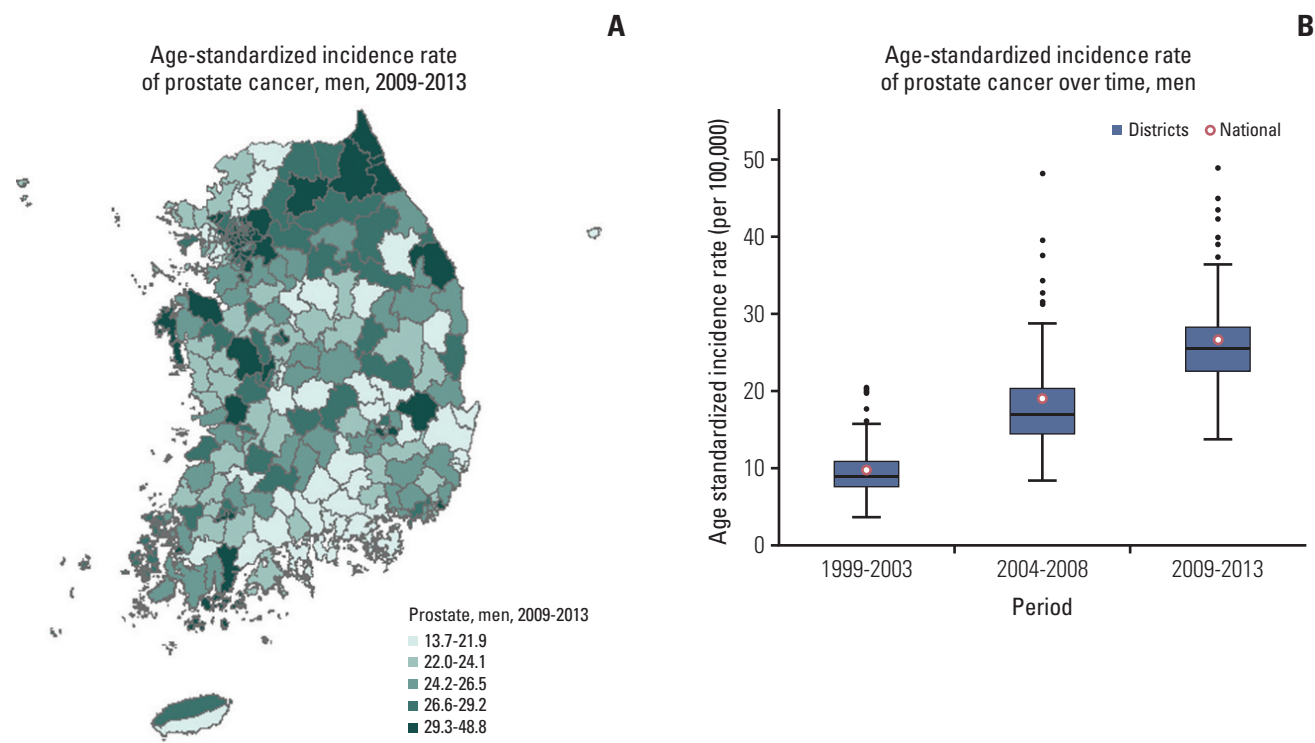 A
Age-standardized incidence rate
of prostate cancer, men, 2009-2013
Prostate, men, 2009-2013
13.7-21.9
22.0-24.1
24.2-26.5
26.6-29.2
29.3-48.8
B
Age-standardized incidence rate
of prostate cancer over time, men
Districts
National
Age standardized incidence rate (per 100,000)
50
40
30
20
10
0
1999-2003
2004-2008
2009-2013
Period